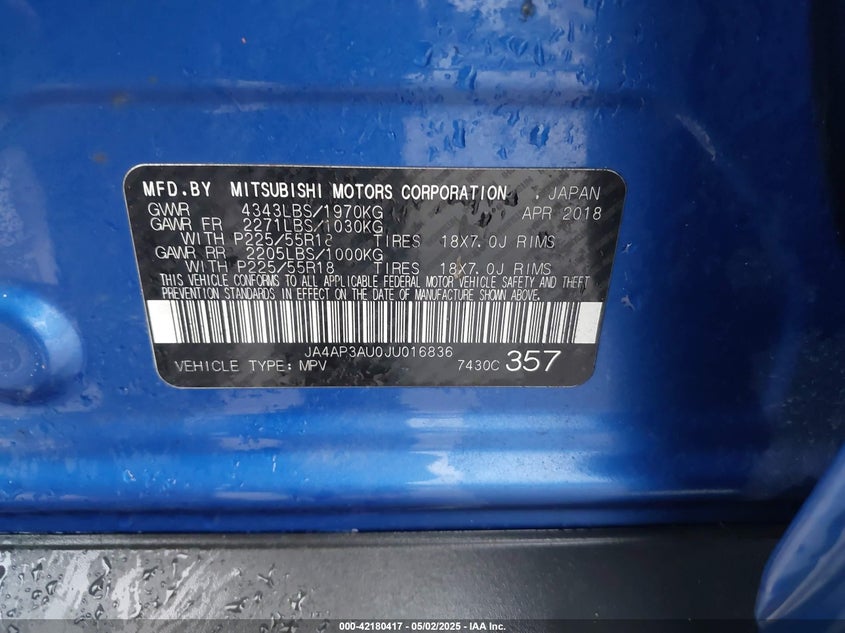 MFD.BY MITSUBISHI MOTORS CORPORATION , JAPAN
GVWR 4343LBS/1970KG APR 2018
GAWR FR 2271LBS/1030KG
WITH P225/55R18 TIRES 18X7.0J RIMS
GAWR RR 2205LBS/1000KG
WITH P225/55R18 TIRES 18X7.0J RIMS
THIS VEHICLE CONFORMS TO ALL APPLICABLE FEDERAL MOTOR VEHICLE SAFETY AND THEFT
PREVENTION STANDARDS IN EFFECT ON THE DATE OF MANUFACTURE SHOWN ABOVE.
JA4AP3AU0JU016836
VEHICLE TYPE: MPV 7430C 357
000-42180417 - 05/02/2025 - IAA Inc.